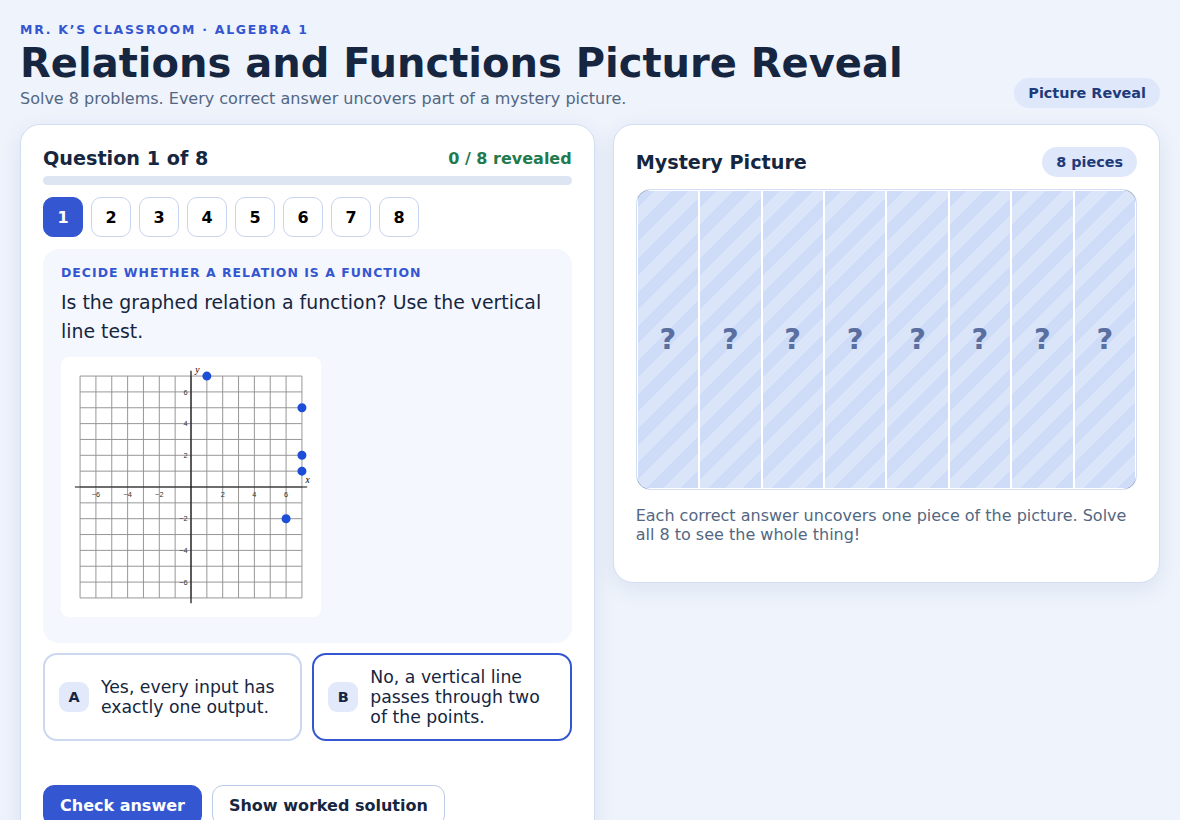 MR. K’S CLASSROOM · ALGEBRA 1
Relations and Functions Picture Reveal
Solve 8 problems. Every correct answer uncovers part of a mystery picture.
Picture Reveal
Question 1 of 8
0 / 8 revealed
1 2 3 4 5 6 7 8
DECIDE WHETHER A RELATION IS A FUNCTION
Is the graphed relation a function? Use the vertical
line test.
y
6
4
2
x
−6 −4 −2 2 4 6
−2
−4
−6
A
Yes, every input has
exactly one output.
B
No, a vertical line
passes through two
of the points.
Check answer
Show worked solution
Mystery Picture
8 pieces
? ? ? ? ? ? ? ?
Each correct answer uncovers one piece of the picture. Solve
all 8 to see the whole thing!